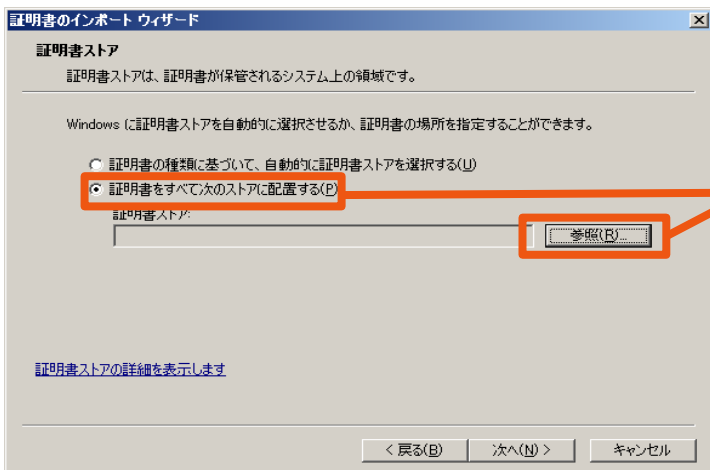 証明書のインポート ウィザード
証明書ストア
証明書ストアは、証明書が保管されるシステム上の領域です。
Windows に証明書ストアを自動的に選択させるか、証明書の場所を指定することができます。
証明書の種類に基づいて、自動的に証明書ストアを選択する(U)
証明書をすべて次のストアに配置する(P)
証明書ストア:
参照(R)...
証明書ストアの詳細を表示します
< 戻る(B)
次へ(N) >
キャンセル